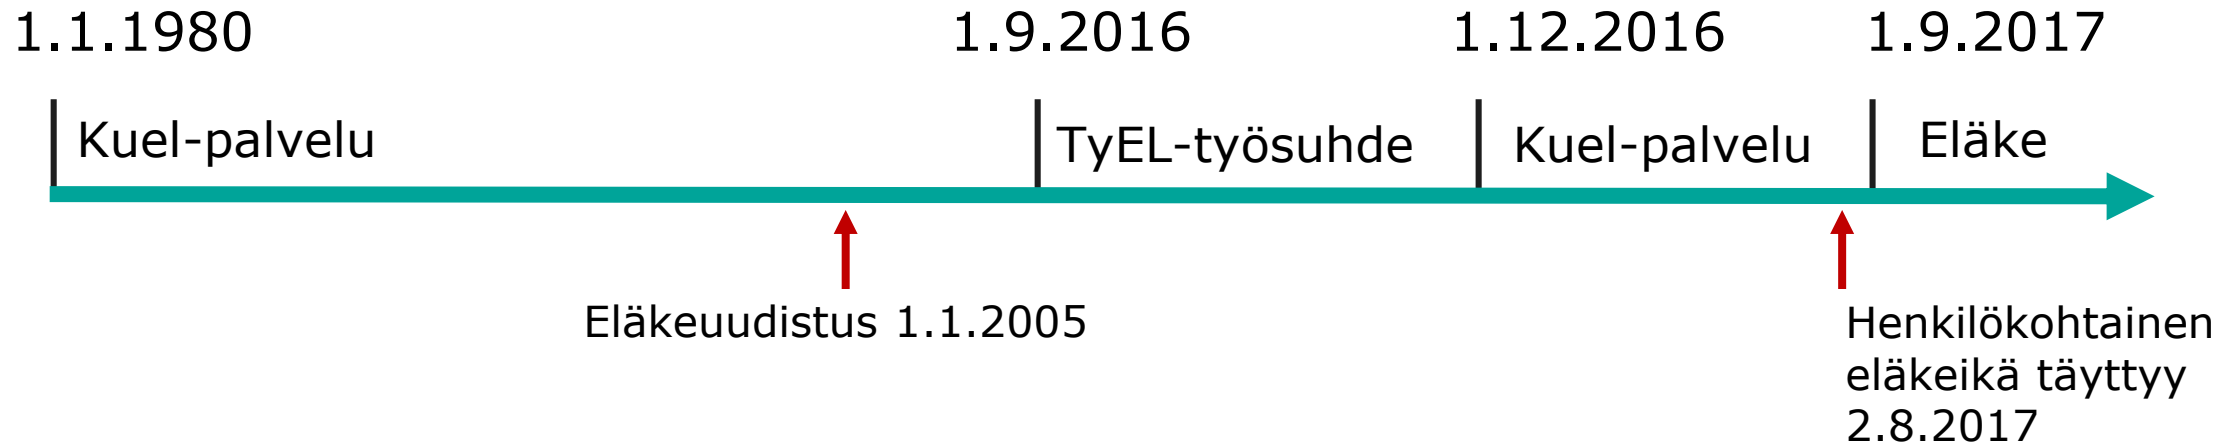 1.1.1980
1.9.2016
1.12.2016
1.9.2017
Kuel-palvelu
TyEL-työsuhde
Kuel-palvelu
Eläke
Eläkeuudistus 1.1.2005
Henkilökohtainen
eläkeikä täyttyy
2.8.2017